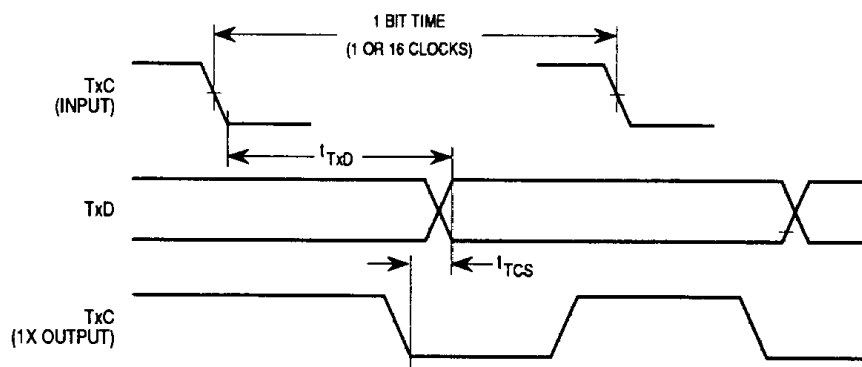 1 BIT TIME
(1 OR 16 CLOCKS)
TxC
(INPUT)
tTxD
TxD
tTCS
TxC
(1X OUTPUT)